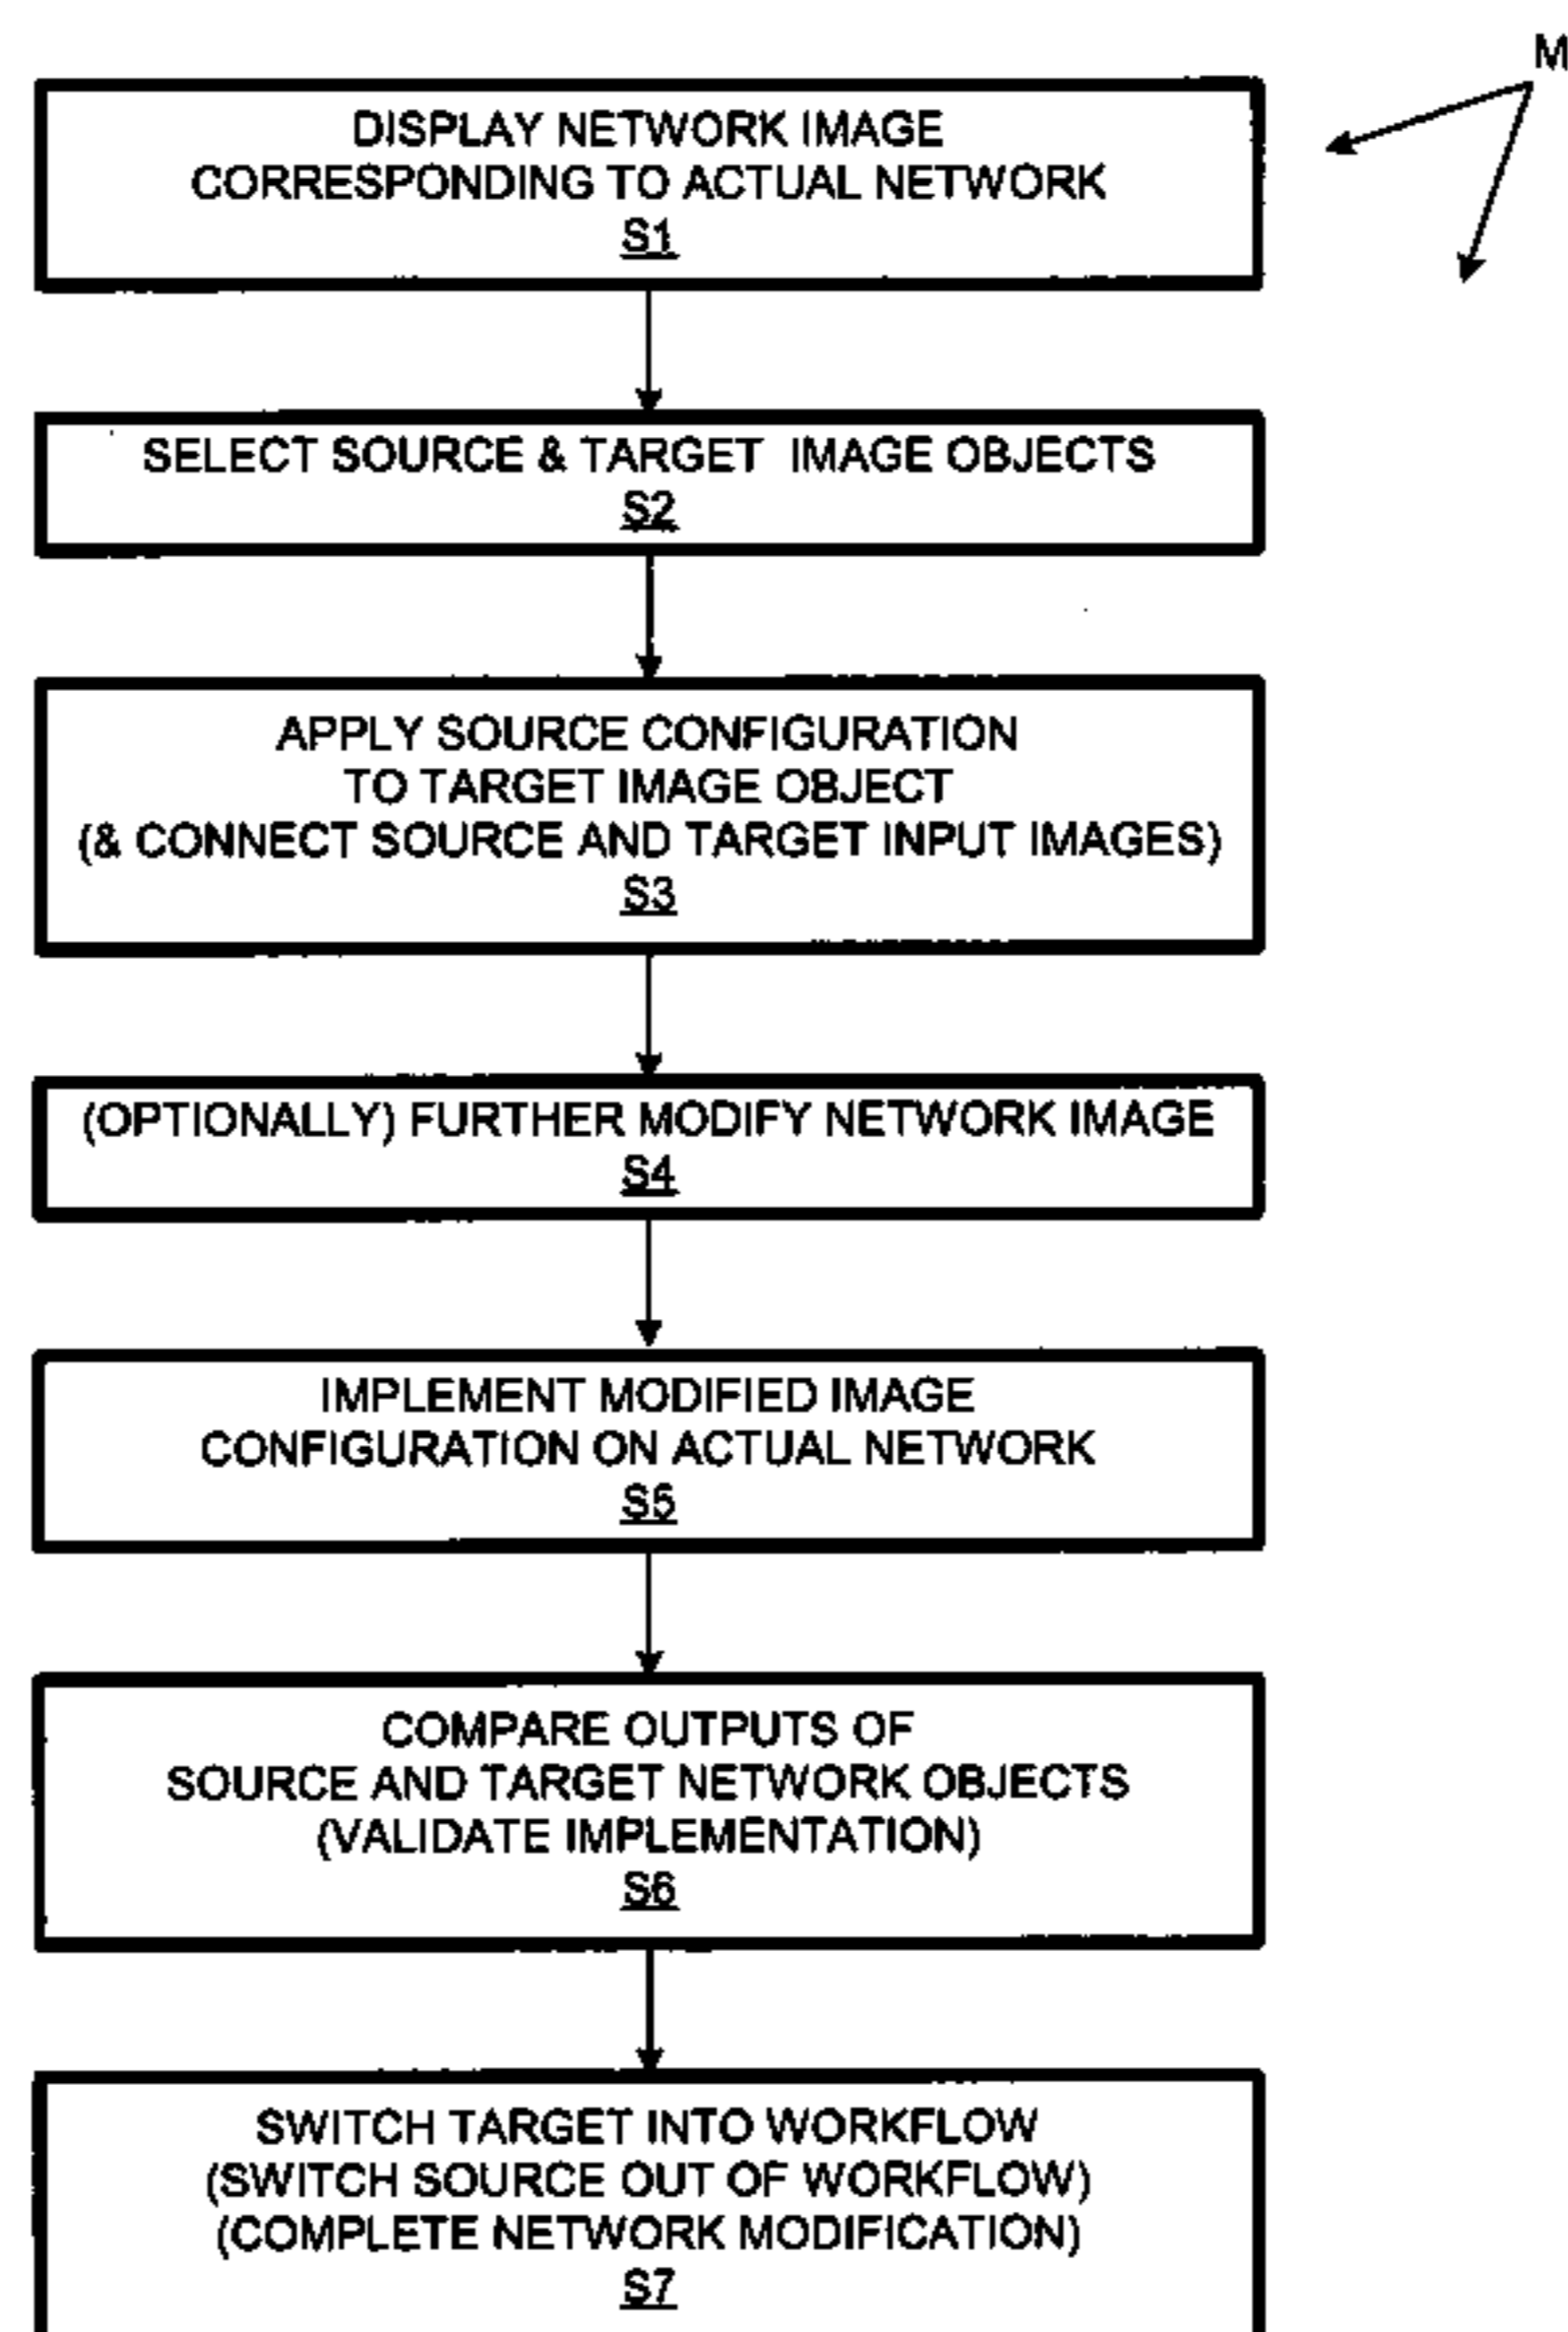 M
DISPLAY NETWORK IMAGE
CORRESPONDING TO ACTUAL NETWORK
S1
SELECT SOURCE & TARGET IMAGE OBJECTS
S2
APPLY SOURCE CONFIGURATION
TO TARGET IMAGE OBJECT
(& CONNECT SOURCE AND TARGET INPUT IMAGES)
S3
(OPTIONALLY) FURTHER MODIFY NETWORK IMAGE
S4
IMPLEMENT MODIFIED IMAGE
CONFIGURATION ON ACTUAL NETWORK
S5
COMPARE OUTPUTS OF
SOURCE AND TARGET NETWORK OBJECTS
(VALIDATE IMPLEMENTATION)
S6
SWITCH TARGET INTO WORKFLOW
(SWITCH SOURCE OUT OF WORKFLOW)
(COMPLETE NETWORK MODIFICATION)
S7